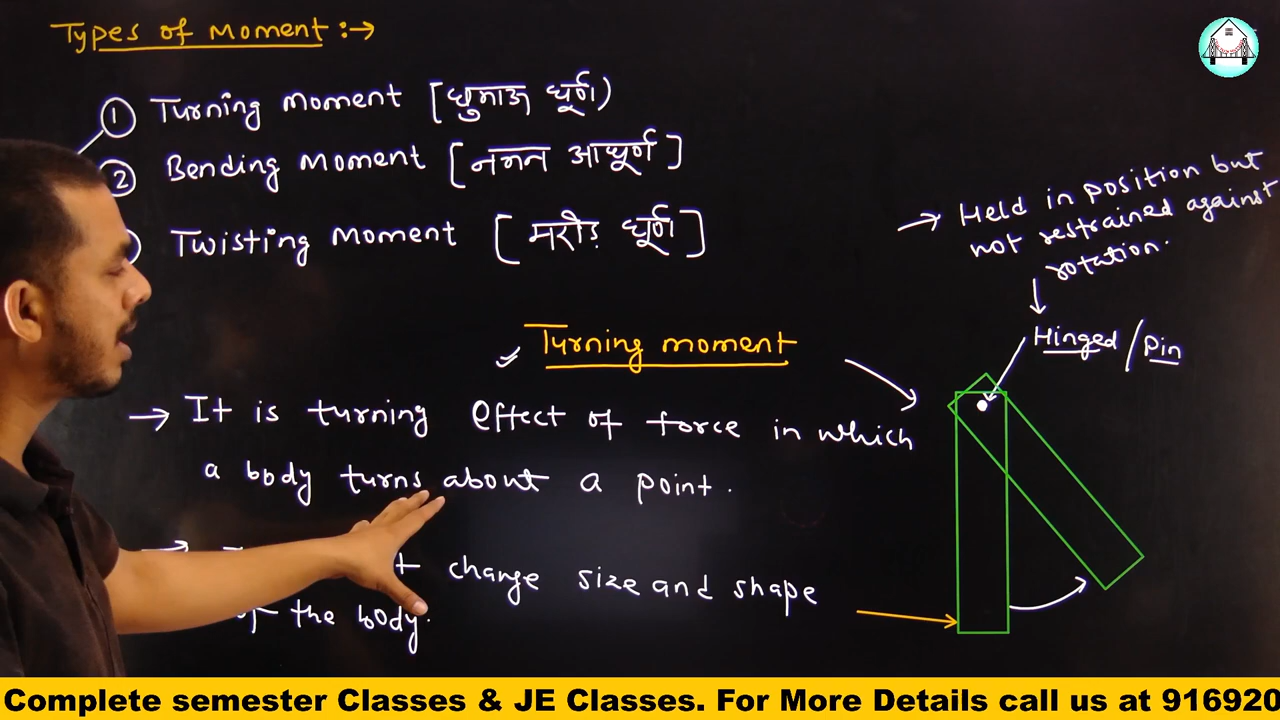 Types of Moment :→
① Turning Moment [घुमाऊ घूर्ण)
② Bending Moment [नमन आघूर्ण]
Twisting Moment [मरोड़ घूर्ण]
→ Held in position but
not restrained against
rotation.
Hinged/Pin
✓ Turning moment
→ It is turning effect of force in which
a body turns about a point.
→ change size and shape
of the body.
Complete semester Classes & JE Classes. For More Details call us at 916920